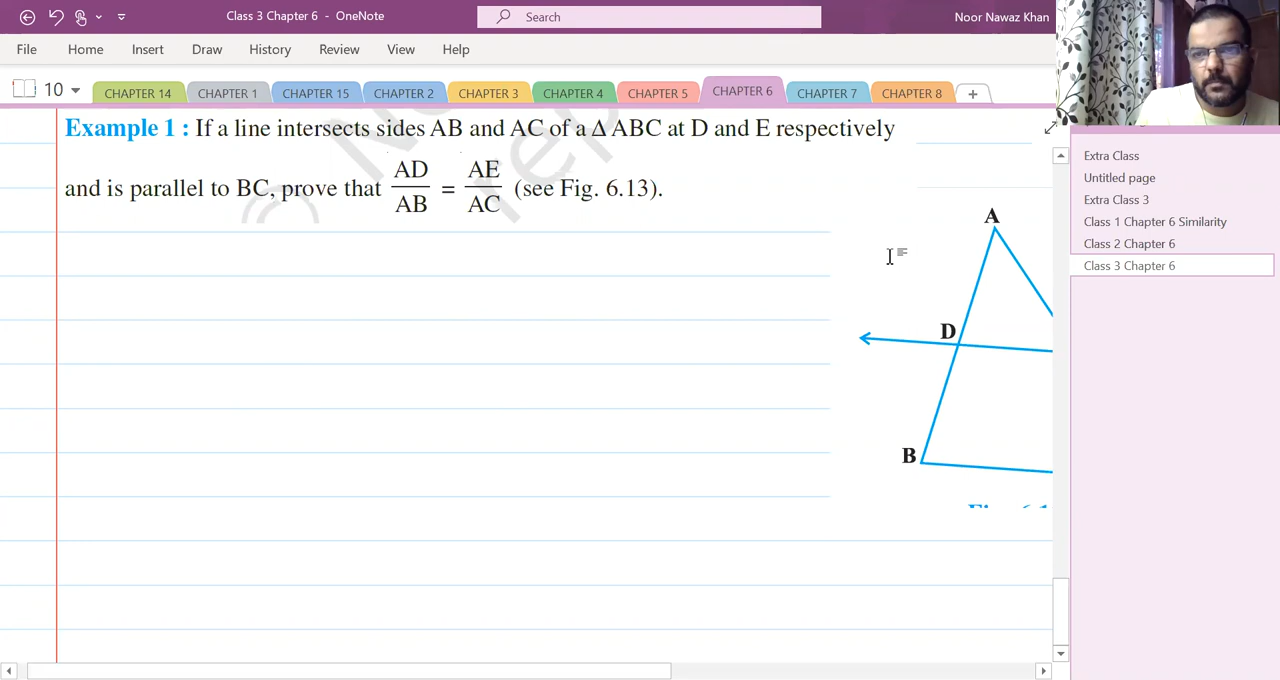 Class 3 Chapter 6 - OneNote
Search
Noor Nawaz Khan
File Home Insert Draw History Review View Help
10 CHAPTER 14 CHAPTER 1 CHAPTER 15 CHAPTER 2 CHAPTER 3 CHAPTER 4 CHAPTER 5 CHAPTER 6 CHAPTER 7 CHAPTER 8 +
Example 1 : If a line intersects sides AB and AC of a Δ ABC at D and E respectively
and is parallel to BC, prove that AD/AB = AE/AC (see Fig. 6.13).
A
D
B
Extra Class
Untitled page
Extra Class 3
Class 1 Chapter 6 Similarity
Class 2 Chapter 6
Class 3 Chapter 6